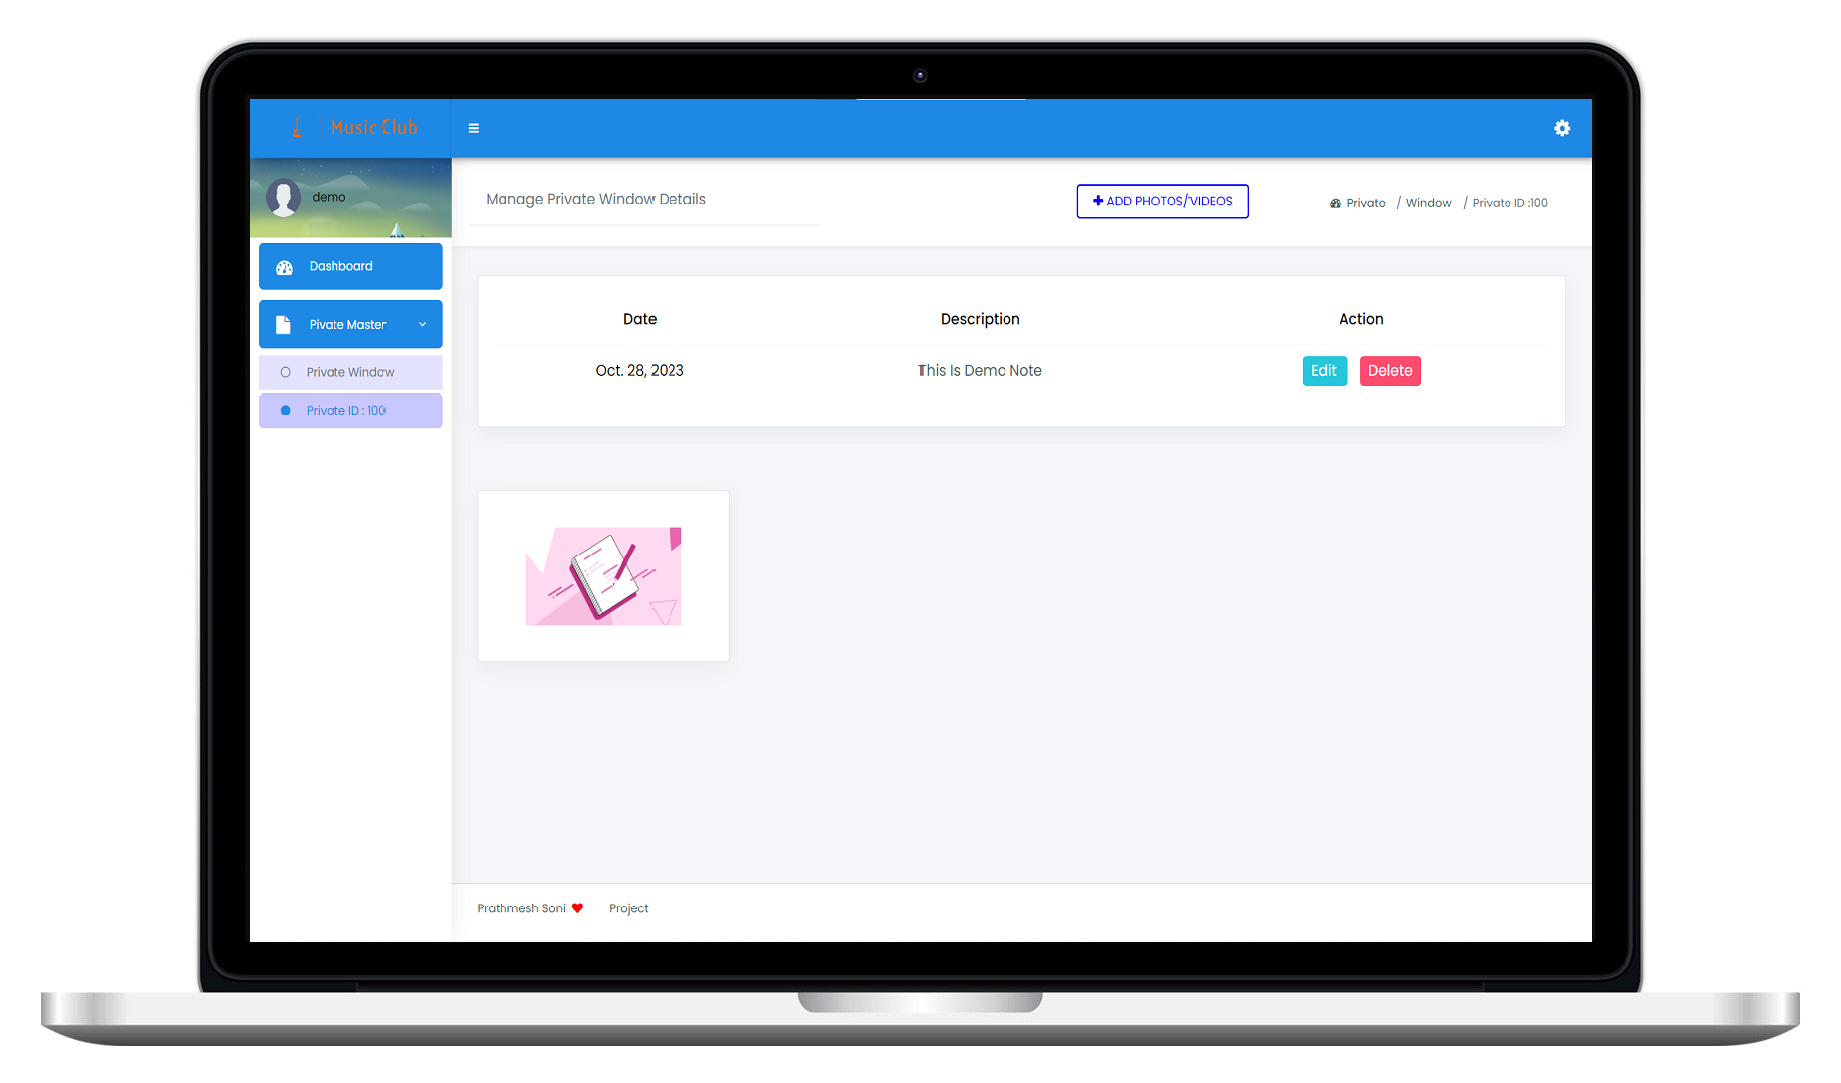 Music Club
demo
Manage Private Window Details
ADD PHOTOS/VIDEOS
Private / Window / Private ID :100
Dashboard
Pivate Master
Private Window
Private ID : 100
Date Description Action
Oct. 28, 2023 This Is Demo Note Edit Delete
Prathmesh Soni Project